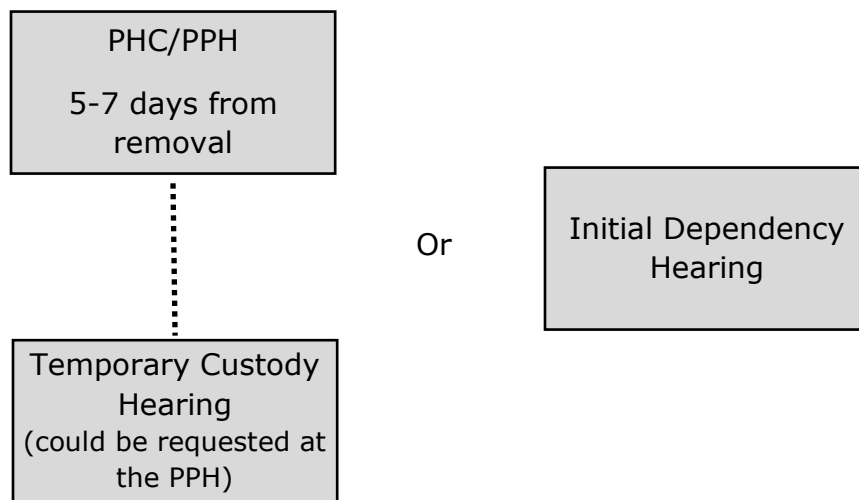 PHC/PPH
5-7 days from
removal
Or
Initial Dependency
Hearing
Temporary Custody
Hearing
(could be requested at
the PPH)